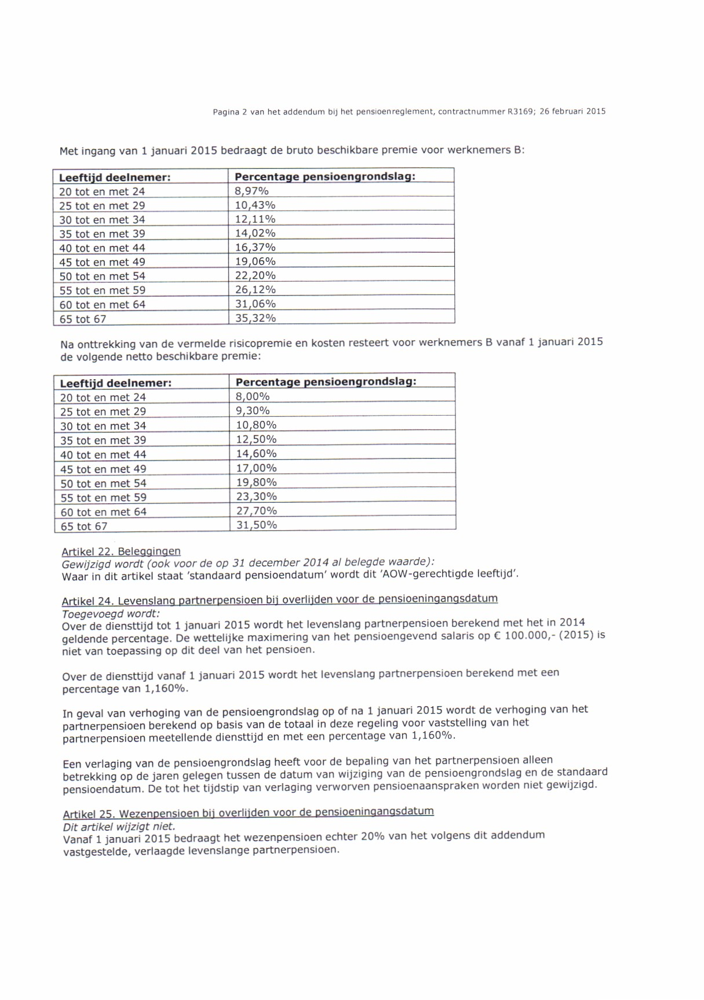 Pagina 2 van het addendum bij het pensioenreglement, contractnummer R3169; 26 februari 2015
Met ingang van 1 januari 2015 bedraagt de bruto beschikbare premie voor werknemers B:
Leeftijd deelnemer: Percentage pensioengrondslag:
20 tot en met 24 8,97%
25 tot en met 29 10,43%
30 tot en met 34 12,11%
35 tot en met 39 14,02%
40 tot en met 44 16,37%
45 tot en met 49 19,06%
50 tot en met 54 22,20%
55 tot en met 59 26,12%
60 tot en met 64 31,06%
65 tot 67 35,32%
Na onttrekking van de vermelde risicopremie en kosten resteert voor werknemers B vanaf 1 januari 2015
de volgende netto beschikbare premie:
Leeftijd deelnemer: Percentage pensioengrondslag:
20 tot en met 24 8,00%
25 tot en met 29 9,30%
30 tot en met 34 10,80%
35 tot en met 39 12,50%
40 tot en met 44 14,60%
45 tot en met 49 17,00%
50 tot en met 54 19,80%
55 tot en met 59 23,30%
60 tot en met 64 27,70%
65 tot 67 31,50%
Artikel 22. Beleggingen
Gewijzigd wordt (ook voor de op 31 december 2014 al belegde waarde):
Waar in dit artikel staat 'standaard pensioendatum' wordt dit 'AOW-gerechtigde leeftijd'.
Artikel 24. Levenslang partnerpensioen bij overlijden voor de pensioeningangsdatum
Toegevoegd wordt:
Over de diensttijd tot 1 januari 2015 wordt het levenslang partnerpensioen berekend met het in 2014
geldende percentage. De wettelijke maximering van het pensioengevend salaris op € 100.000,- (2015) is
niet van toepassing op dit deel van het pensioen.
Over de diensttijd vanaf 1 januari 2015 wordt het levenslang partnerpensioen berekend met een
percentage van 1,160%.
In geval van verhoging van de pensioengrondslag op of na 1 januari 2015 wordt de verhoging van het
partnerpensioen berekend op basis van de totaal in deze regeling voor vaststelling van het
partnerpensioen meetellende diensttijd en met een percentage van 1,160%.
Een verlaging van de pensioengrondslag heeft voor de bepaling van het partnerpensioen alleen
betrekking op de jaren gelegen tussen de datum van wijziging van de pensioengrondslag en de standaard
pensioendatum. De tot het tijdstip van verlaging verworven pensioenaanspraken worden niet gewijzigd.
Artikel 25. Wezenpensioen bij overlijden voor de pensioeningangsdatum
Dit artikel wijzigt niet.
Vanaf 1 januari 2015 bedraagt het wezenpensioen echter 20% van het volgens dit addendum
vastgestelde, verlaagde levenslange partnerpensioen.